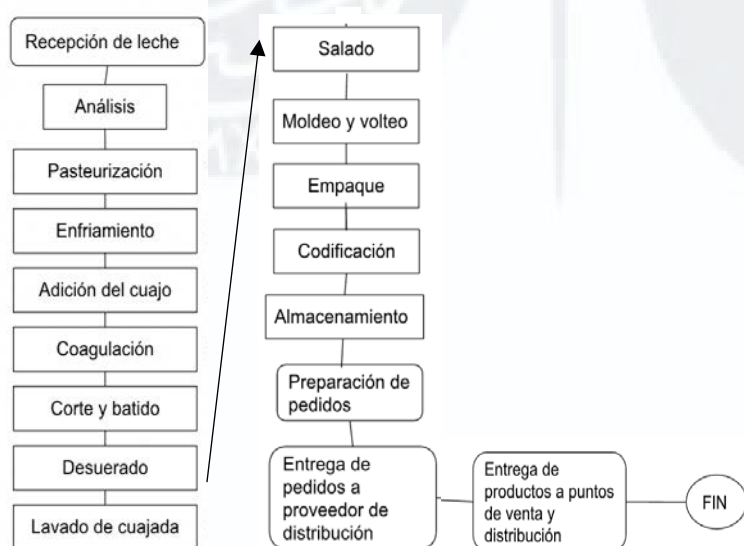 Recepción de leche
Análisis
Pasteurización
Enfriamiento
Adición del cuajo
Coagulación
Corte y batido
Desuerado
Lavado de cuajada
Salado
Moldeo y volteo
Empaque
Codificación
Almacenamiento
Preparación de
pedidos
Entrega de
pedidos a
proveedor de
distribución
Entrega de
productos a puntos
de venta y
distribución
FIN